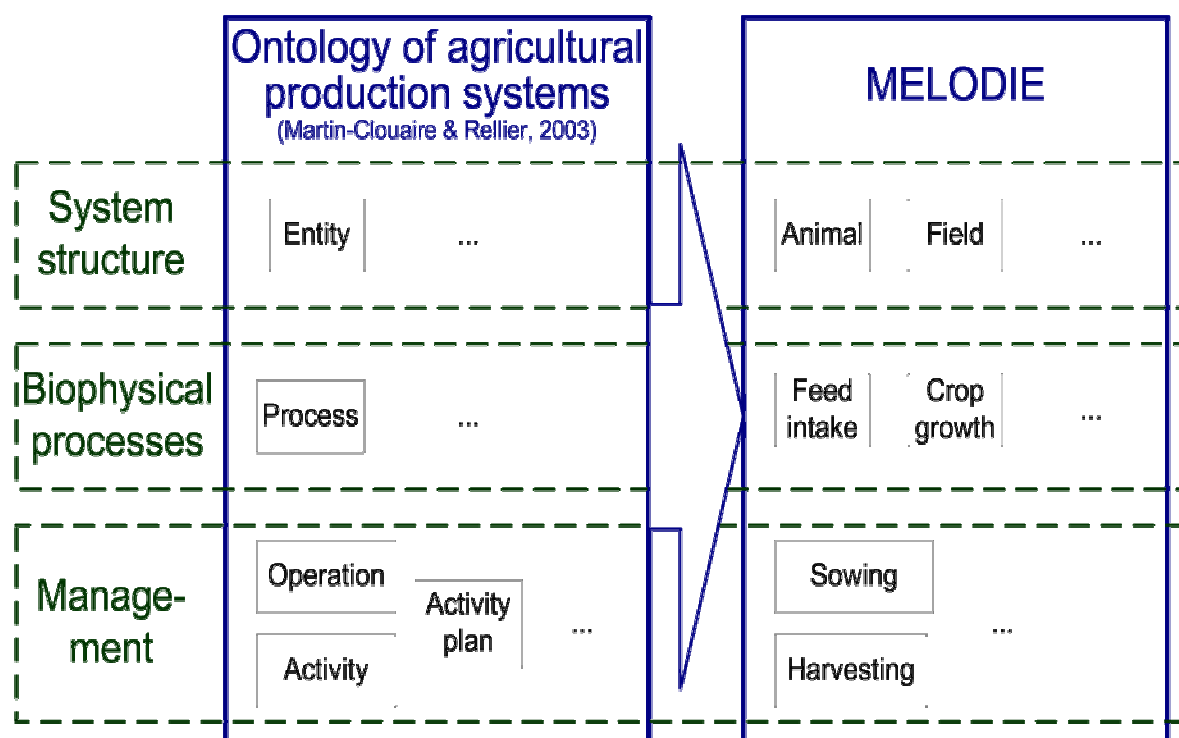 Ontology of agricultural
production systems
(Martin-Clouaire & Rellier, 2003)
MELODIE
System
structure
Entity
...
Animal
Field
...
Biophysical
processes
Process
...
Feed
intake
Crop
growth
...
Manage-
ment
Operation
Activity
Activity
plan
...
Sowing
Harvesting
...